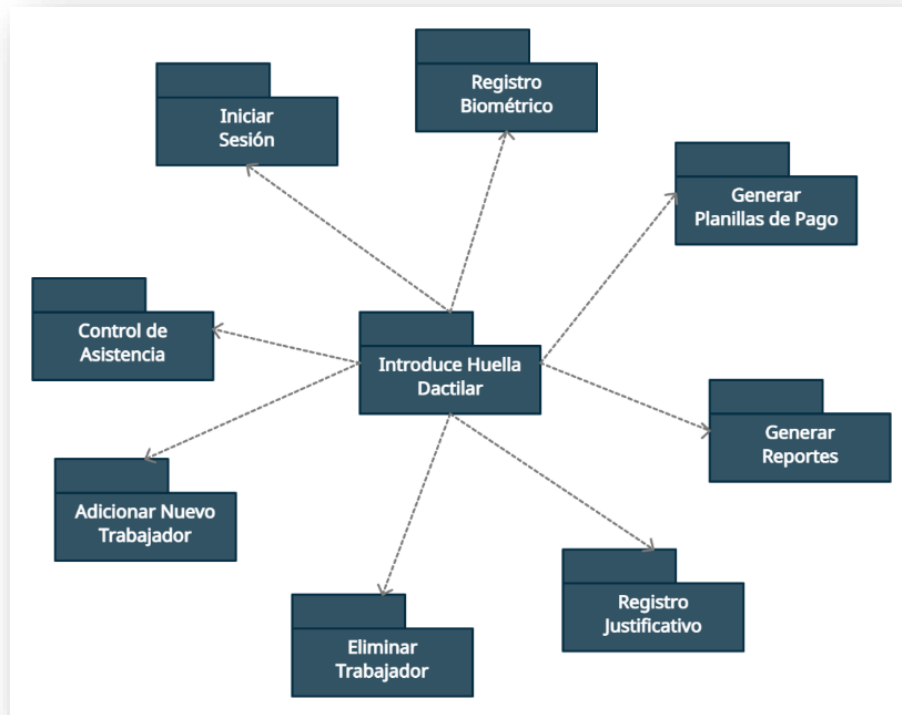 Registro
Biométrico
Iniciar
Sesión
Generar
Planillas de Pago
Control de
Asistencia
Introduce Huella
Dactilar
Generar
Reportes
Adicionar Nuevo
Trabajador
Registro
Justificativo
Eliminar
Trabajador